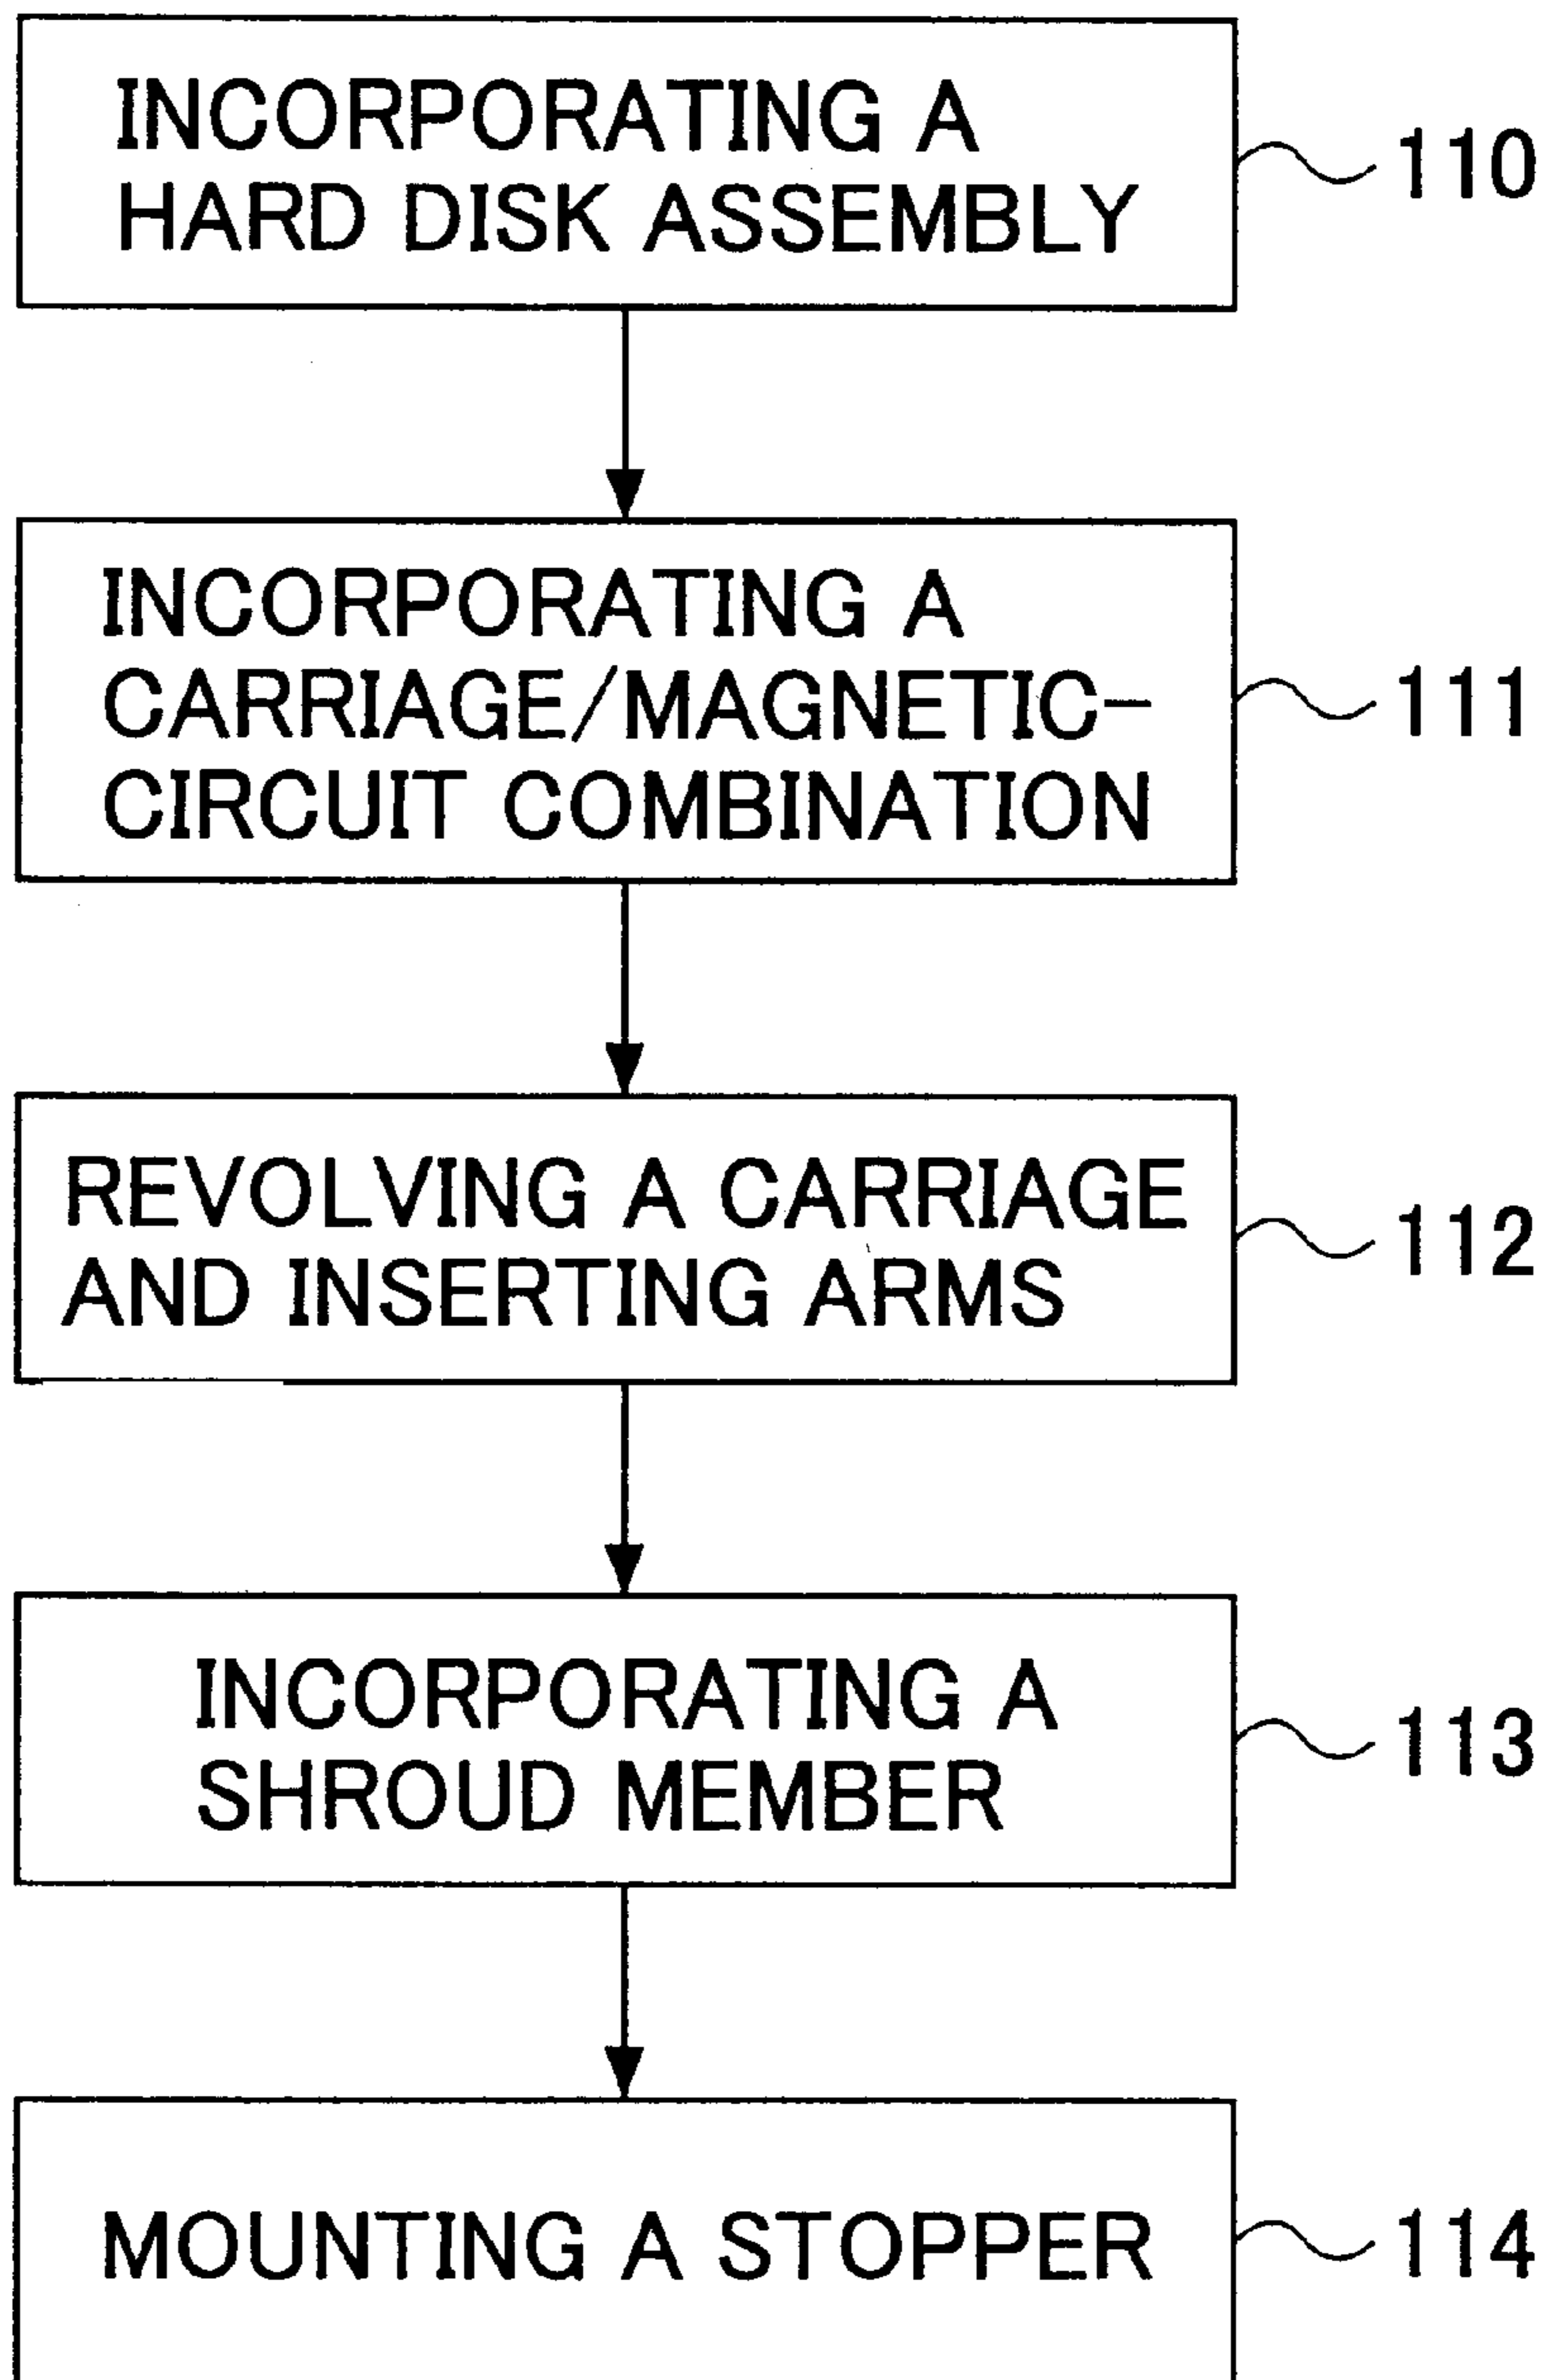 INCORPORATING A
HARD DISK ASSEMBLY
110
INCORPORATING A
CARRIAGE/MAGNETIC-
CIRCUIT COMBINATION
111
REVOLVING A CARRIAGE
AND INSERTING ARMS
112
INCORPORATING A
SHROUD MEMBER
113
MOUNTING A STOPPER
114